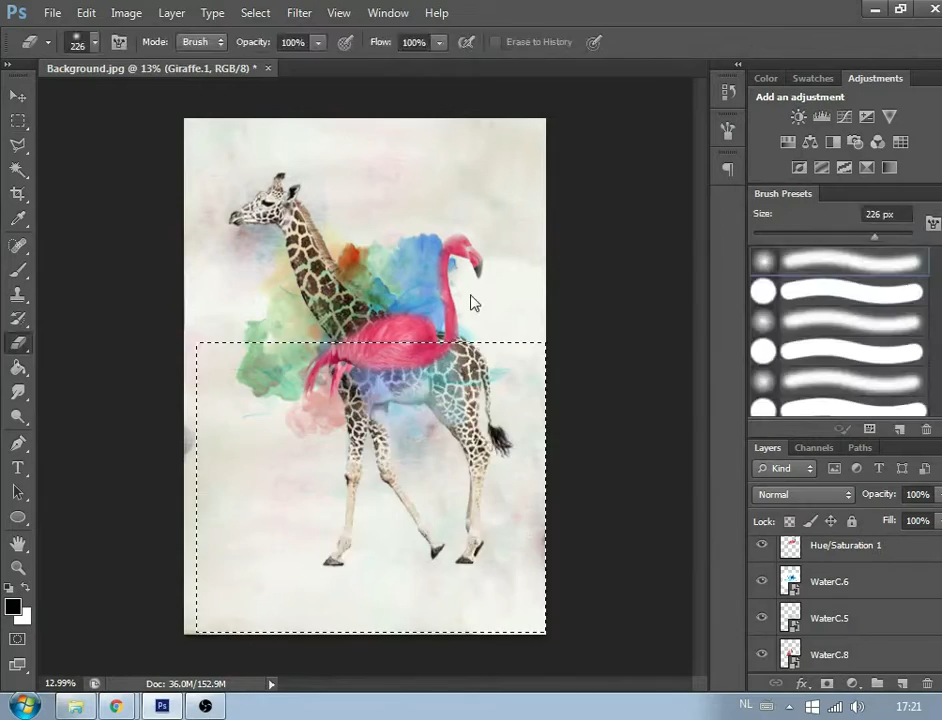 Ps File Edit Image Layer Type Select Filter View Window Help
226 Mode: Brush Opacity: 100% Flow: 100% Erase to History
Background.jpg @ 13% (Giraffe.1, RGB/8) * ×
Color Swatches Adjustments
Add an adjustment
Brush Presets
Size: 226 px
Layers Channels Paths
Kind
Normal Opacity: 100%
Lock: Fill: 100%
Hue/Saturation 1
WaterC.6
WaterC.5
WaterC.8
12.99% Doc: 36.0M/152.9M
Ps NL 17:21